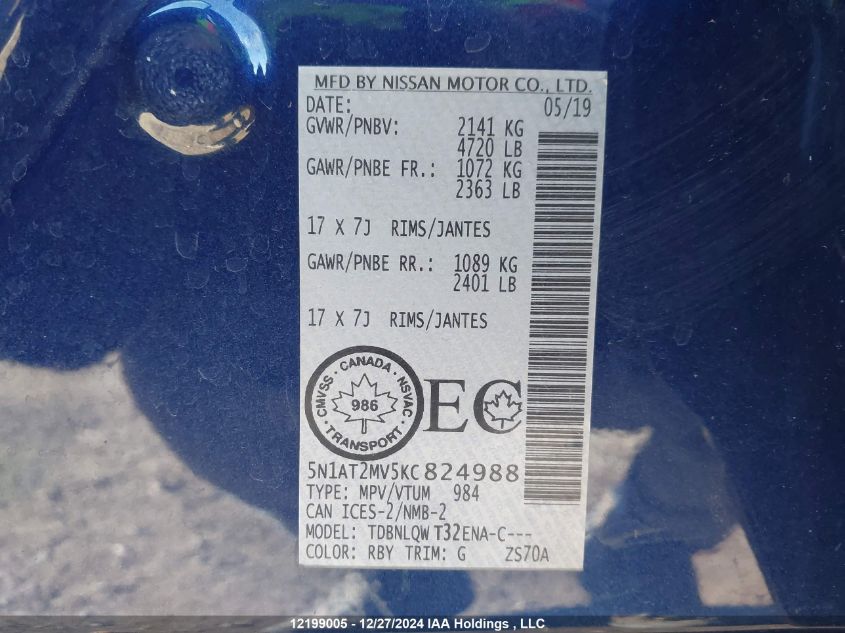 MFD BY NISSAN MOTOR CO., LTD.
DATE: 05/19
GVWR/PNBV: 2141 KG
4720 LB
GAWR/PNBE FR.: 1072 KG
2363 LB
17 X 7J RIMS/JANTES
GAWR/PNBE RR.: 1089 KG
2401 LB
17 X 7J RIMS/JANTES
CMVSS · CANADA · NSVAC · TRANSPORT ·
986
EC
5N1AT2MV5KC824988
TYPE: MPV/VTUM 984
CAN ICES-2/NMB-2
MODEL: TDBNLQW T32ENA-C---
COLOR: RBY TRIM: G ZS70A
12199005 - 12/27/2024 IAA Holdings , LLC